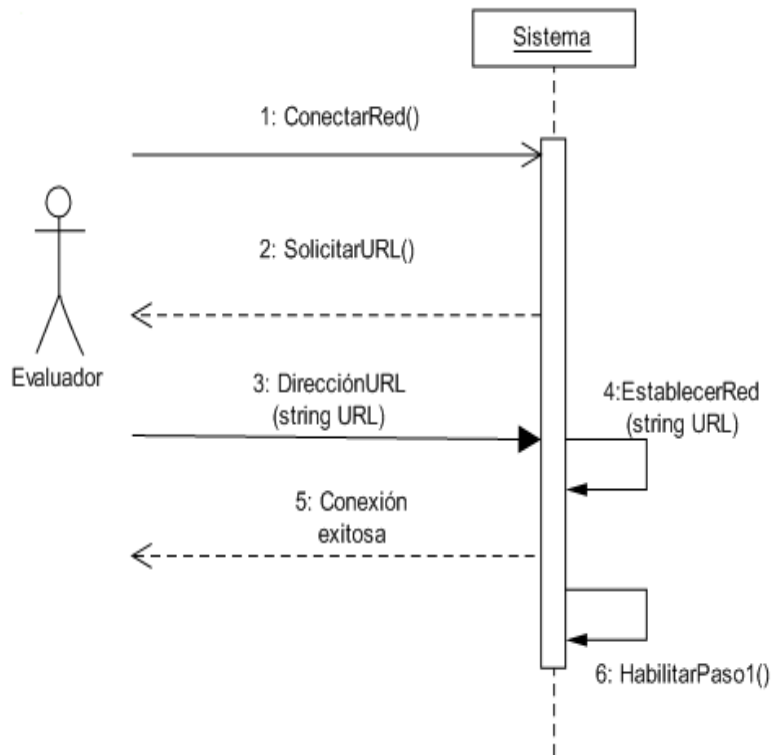 Sistema
1: ConectarRed()
2: SolicitarURL()
Evaluador
3: DirecciónURL
(string URL)
4:EstablecerRed
(string URL)
5: Conexión
exitosa
6: HabilitarPaso1()